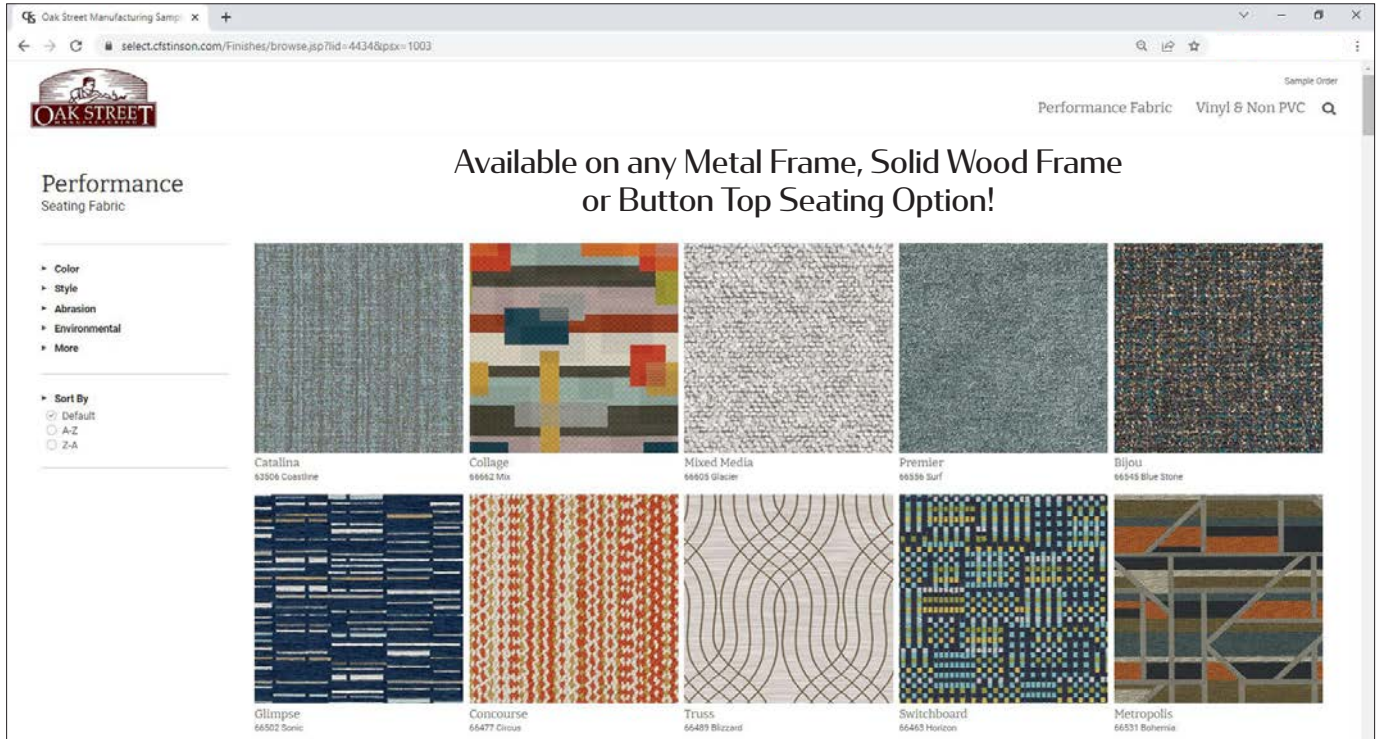 Oak Street Manufacturing Samp
select.cfstinson.com/Finishes/browse.jsp?lid=4434&psx=1003
Sample Order
OAK STREET
MANUFACTURING
Performance Fabric Vinyl & Non PVC
Available on any Metal Frame, Solid Wood Frame
or Button Top Seating Option!
Performance
Seating Fabric
Color
Style
Abrasion
Environmental
More
Sort By
Default
A-Z
Z-A
Catalina
63506 Coastline
Collage
66662 Mix
Mixed Media
66605 Glacier
Premier
66556 Surf
Bijou
66545 Blue Stone
Glimpse
66502 Sonic
Concourse
66477 Circus
Truss
66489 Blizzard
Switchboard
66463 Horizon
Metropolis
66531 Bohemia